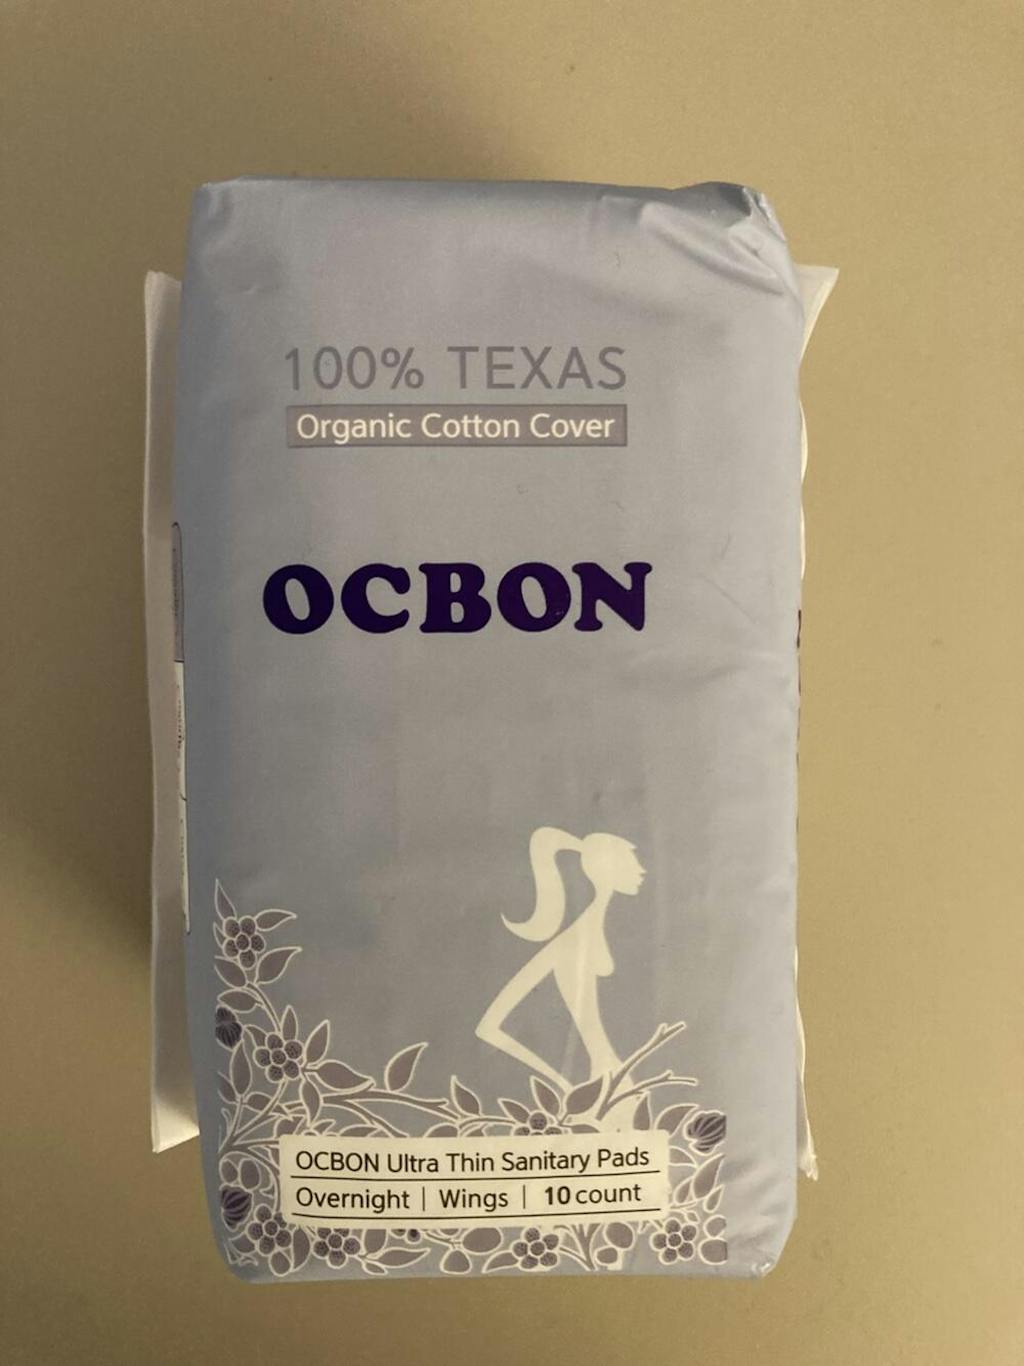 100% TEXAS
Organic Cotton Cover
OCBON
OCBON Ultra Thin Sanitary Pads
Overnight | Wings | 10 count